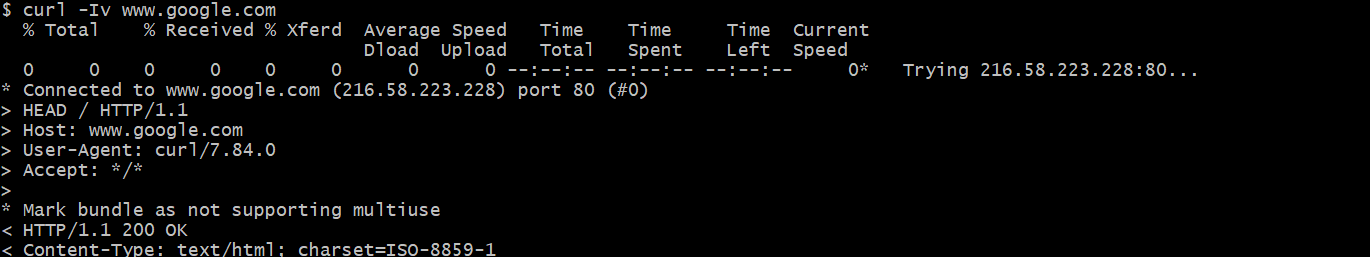 $ curl -Iv www.google.com
  % Total    % Received % Xferd  Average Speed   Time    Time     Time  Current
                                 Dload  Upload   Total   Spent    Left  Speed
  0     0    0     0    0     0      0      0 --:--:-- --:--:-- --:--:--     0*   Trying 216.58.223.228:80...
* Connected to www.google.com (216.58.223.228) port 80 (#0)
> HEAD / HTTP/1.1
> Host: www.google.com
> User-Agent: curl/7.84.0
> Accept: */*
>
* Mark bundle as not supporting multiuse
< HTTP/1.1 200 OK
< Content-Type: text/html; charset=ISO-8859-1